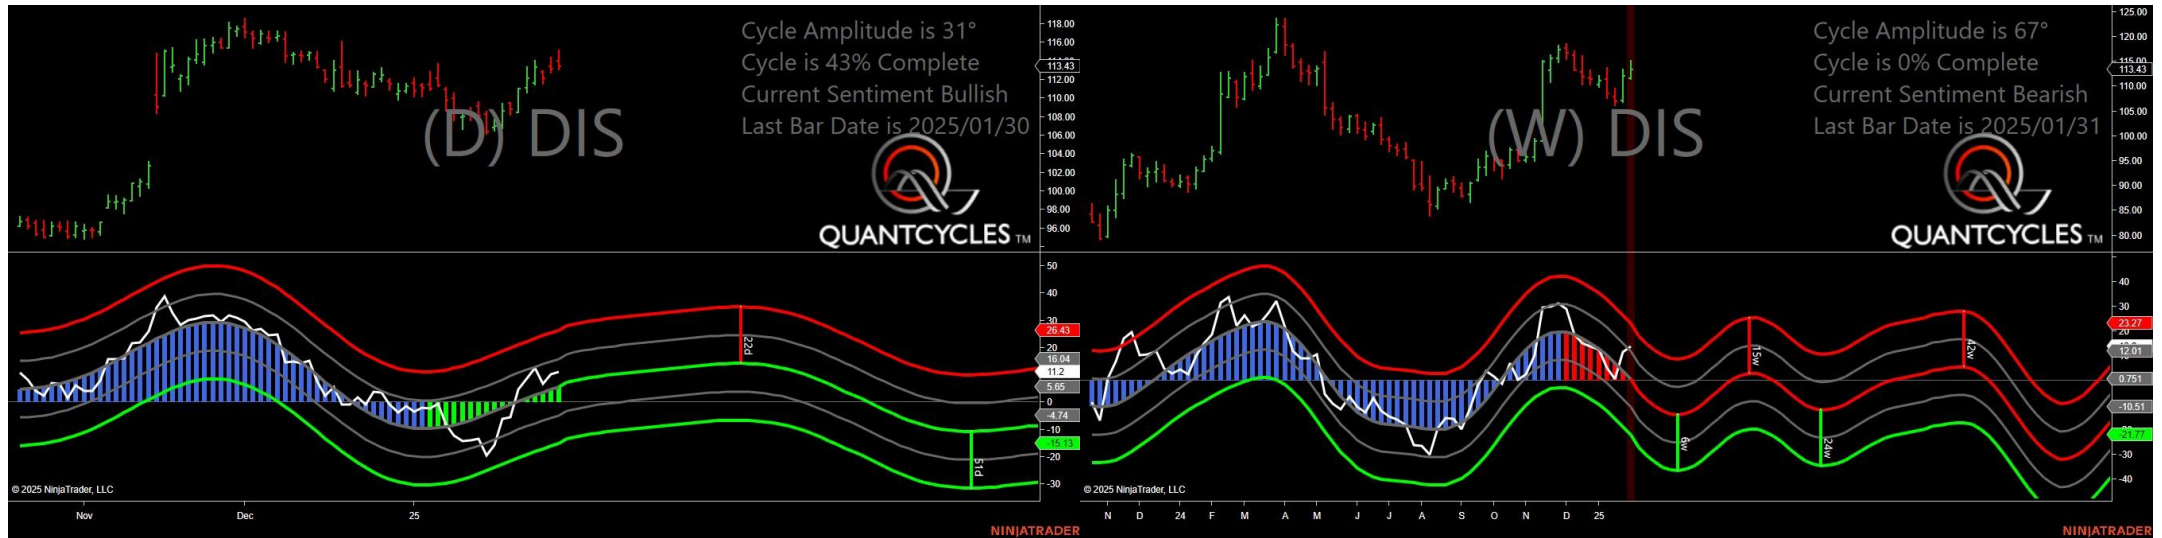 Cycle Amplitude is 31°
Cycle is 43% Complete
Current Sentiment Bullish
Last Bar Date is 2025/01/30
(D) DIS
QUANTCYCLES TM
118.00
116.00
113.43
112.00
110.00
108.00
106.00
104.00
102.00
100.00
98.00
96.00
50
40
30
26.43
20
16.04
11.2
5.65
0
-4.74
-10
-15.13
-20
-30
22d
51d
© 2025 NinjaTrader, LLC
Nov
Dec
25
NINJATRADER
Cycle Amplitude is 67°
Cycle is 0% Complete
Current Sentiment Bearish
Last Bar Date is 2025/01/31
(W) DIS
QUANTCYCLES TM
125.00
120.00
115.00
113.43
110.00
105.00
100.00
95.00
90.00
85.00
80.00
40
30
23.27
20
12.01
0.751
-10.51
-21.77
-30
-40
15w
42w
6w
24w
© 2025 NinjaTrader, LLC
N D 24 F M A M J J A S O N D 25
NINJATRADER